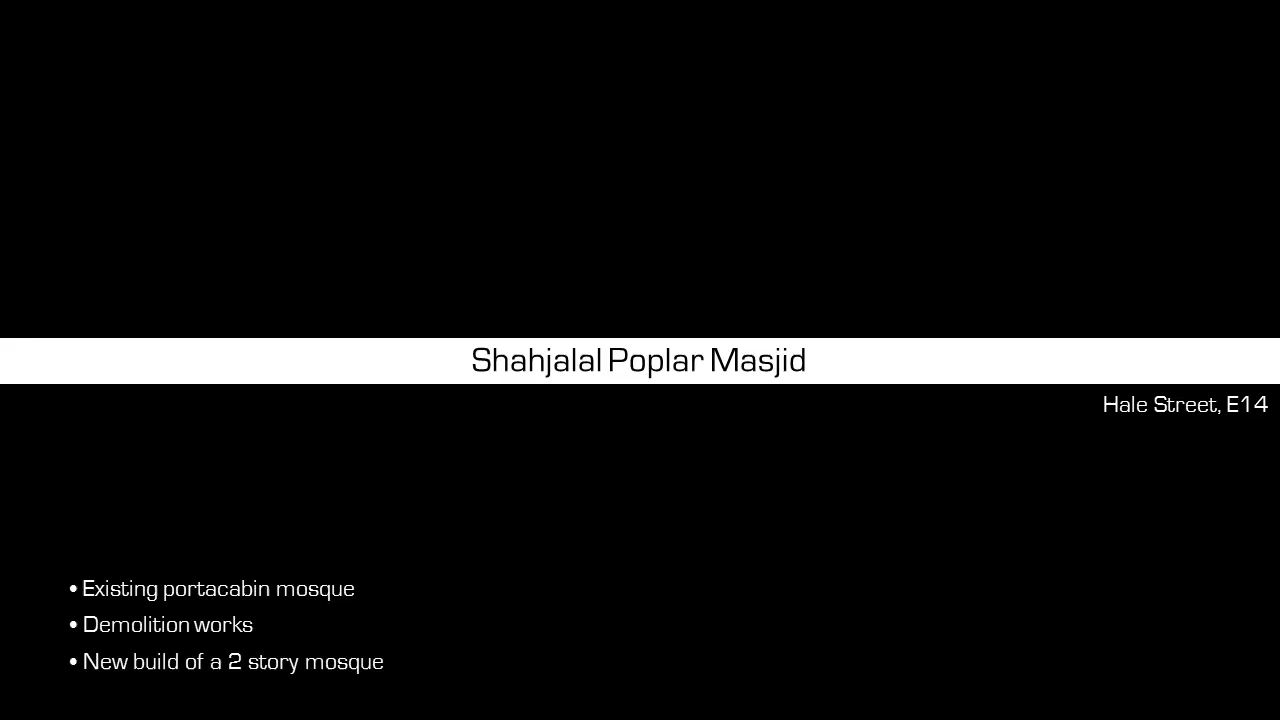 Shahjalal Poplar Masjid
Hale Street, E14
• Existing portacabin mosque
• Demolition works
• New build of a 2 story mosque